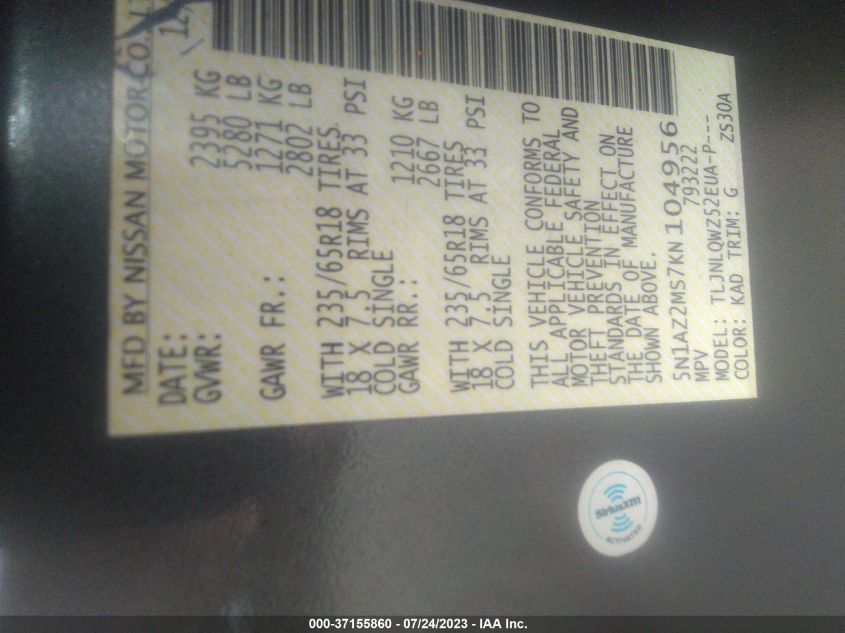 MFD BY NISSAN MOTOR CO.
DATE: 12
GVWR: 2395 KG
5280 LB
GAWR FR.: 1271 KG
2802 LB
WITH 235/65R18 TIRES
18 X 7.5 RIMS AT 33 PSI
COLD SINGLE
GAWR RR.: 1210 KG
2667 LB
WITH 235/65R18 TIRES
18 X 7.5 RIMS AT 33 PSI
COLD SINGLE
THIS VEHICLE CONFORMS TO
ALL APPLICABLE FEDERAL
MOTOR VEHICLE SAFETY AND
THEFT PREVENTION
STANDARDS IN EFFECT ON
THE DATE OF MANUFACTURE
SHOWN ABOVE.
5N1AZ2MS7KN104956
MPV 793222
MODEL: TLJNLQWZ52EUA-P---
COLOR: KAD TRIM: G ZS30A
SiriusXM
ACTIVATED
000-37155860 - 07/24/2023 - IAA Inc.